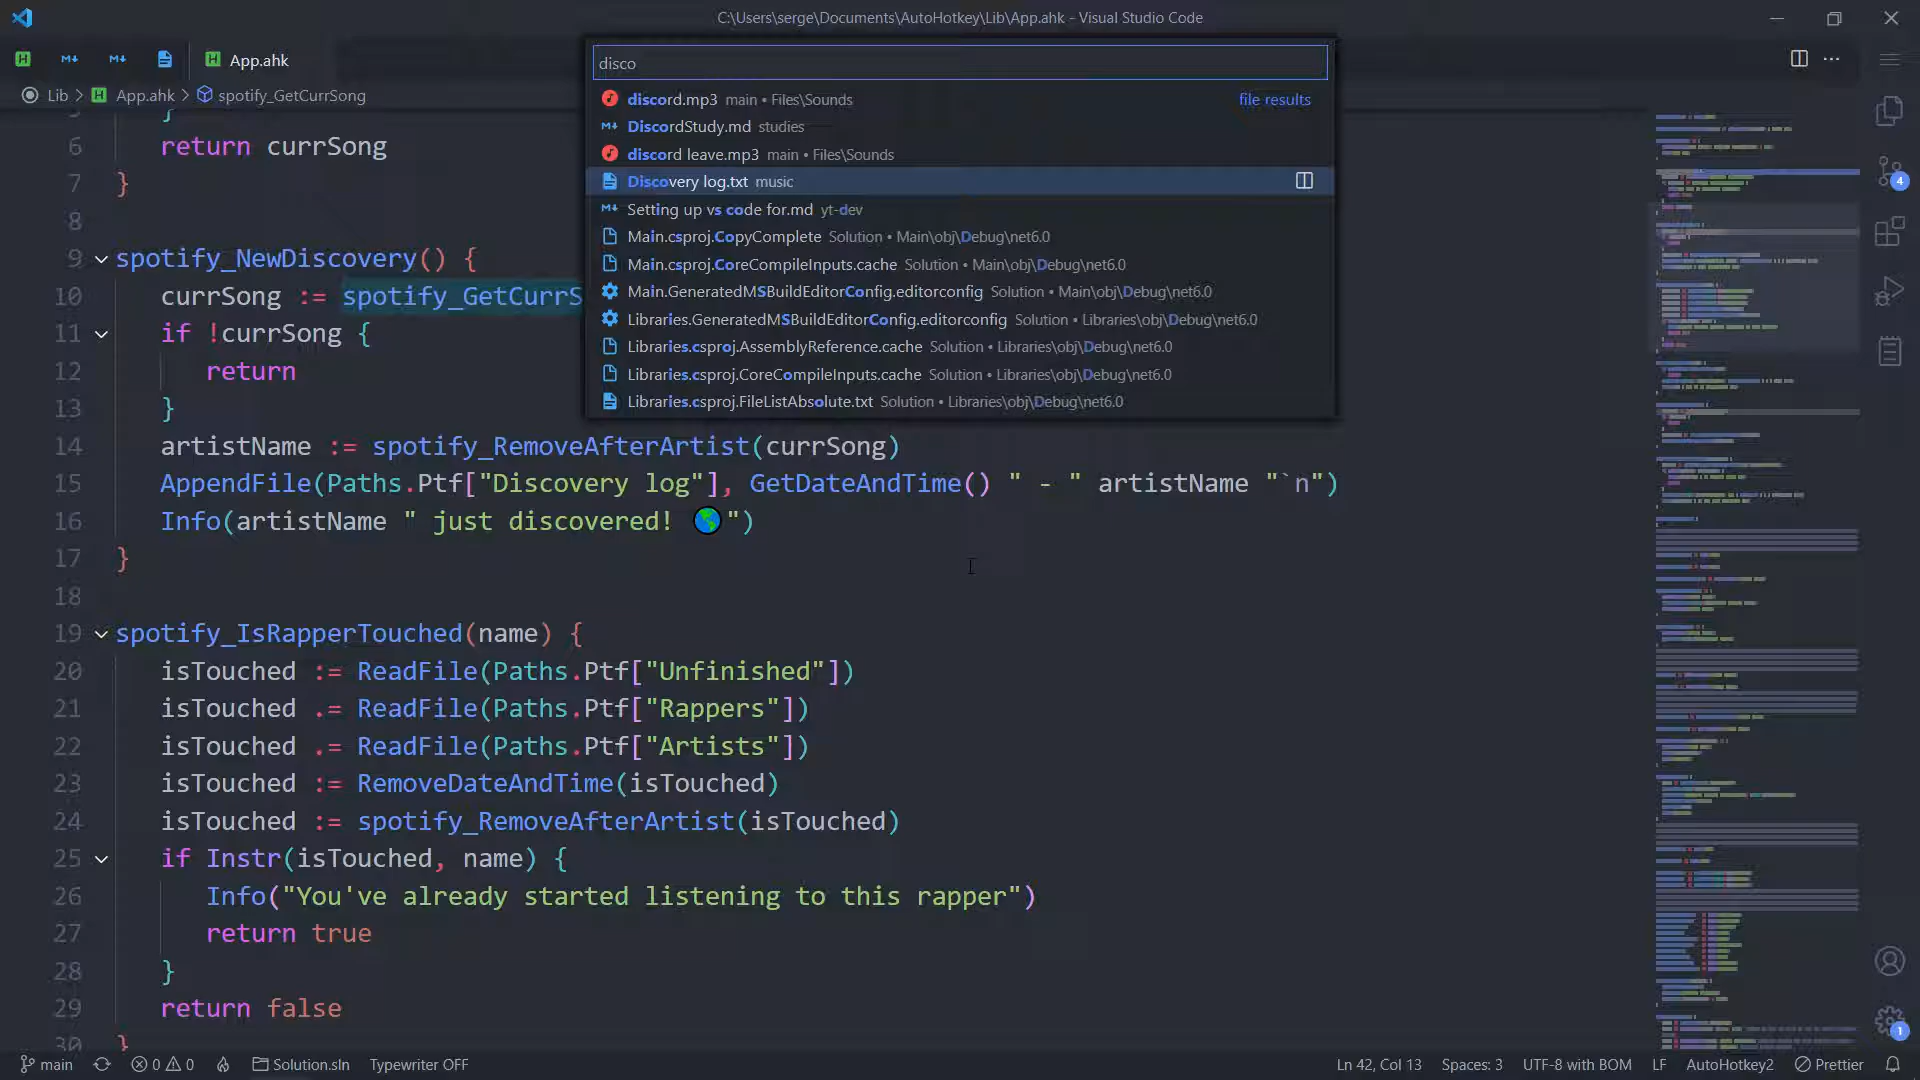 C:\Users\serge\Documents\AutoHotkey\Lib\App.ahk - Visual Studio Code
App.ahk
Lib > App.ahk > spotify_GetCurrSong
disco
discord.mp3 main • Files\Sounds file results
DiscordStudy.md studies
discord leave.mp3 main • Files\Sounds
Discovery log.txt music
Setting up vs code for.md yt-dev
Main.csproj.CopyComplete Solution • Main\obj\Debug\net6.0
Main.csproj.CoreCompileInputs.cache Solution • Main\obj\Debug\net6.0
Main.GeneratedMSBuildEditorConfig.editorconfig Solution • Main\obj\Debug\net6.0
Libraries.GeneratedMSBuildEditorConfig.editorconfig Solution • Libraries\obj\Debug\net6.0
Libraries.csproj.AssemblyReference.cache Solution • Libraries\obj\Debug\net6.0
Libraries.csproj.CoreCompileInputs.cache Solution • Libraries\obj\Debug\net6.0
Libraries.csproj.FileListAbsolute.txt Solution • Libraries\obj\Debug\net6.0
5 }
6 return currSong
7 }
8
9 spotify_NewDiscovery() {
10 currSong := spotify_GetCurrS
11 if !currSong {
12 return
13 }
14 artistName := spotify_RemoveAfterArtist(currSong)
15 AppendFile(Paths.Ptf["Discovery log"], GetDateAndTime() " - " artistName "`n")
16 Info(artistName " just discovered! 🌎")
17 }
18
19 spotify_IsRapperTouched(name) {
20 isTouched := ReadFile(Paths.Ptf["Unfinished"])
21 isTouched .= ReadFile(Paths.Ptf["Rappers"])
22 isTouched .= ReadFile(Paths.Ptf["Artists"])
23 isTouched := RemoveDateAndTime(isTouched)
24 isTouched := spotify_RemoveAfterArtist(isTouched)
25 if Instr(isTouched, name) {
26 Info("You've already started listening to this rapper")
27 return true
28 }
29 return false
30 }
4
1
main 0 0 Solution.sln Typewriter OFF Ln 42, Col 13 Spaces: 3 UTF-8 with BOM LF AutoHotkey2 Prettier